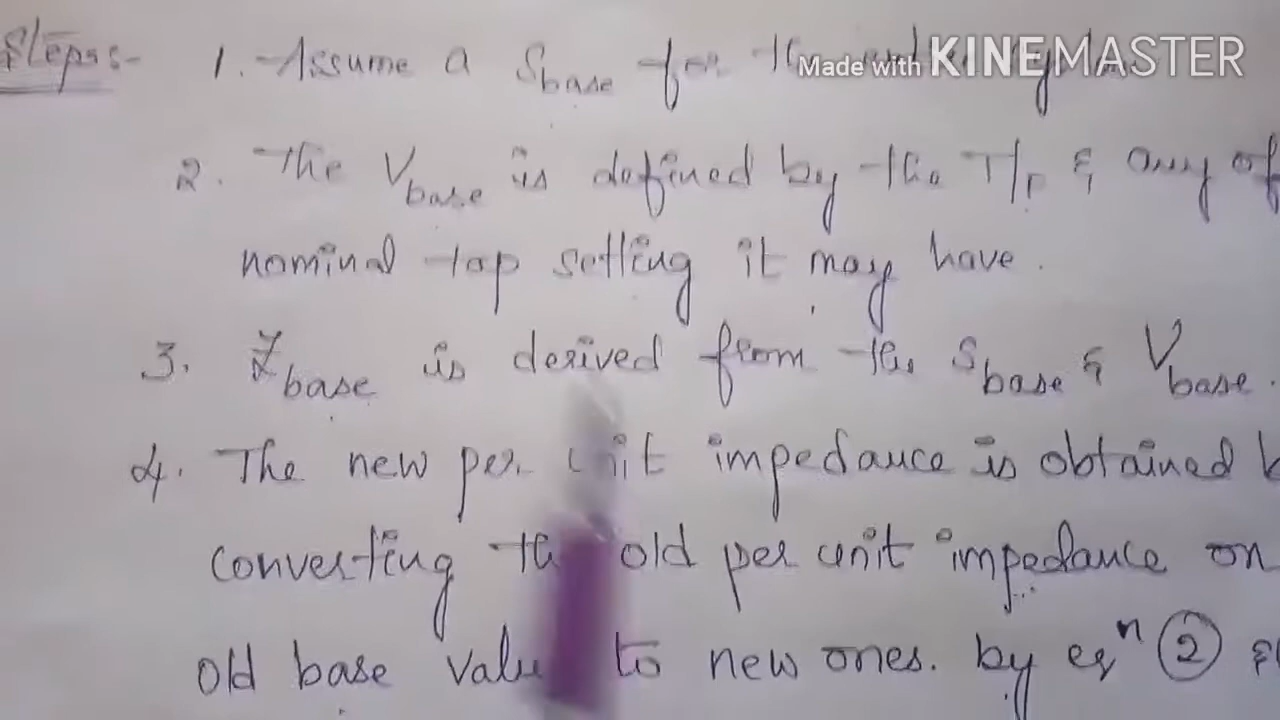 Steps:- 1. Assume a Sbase for
Made with KINEMASTER
2. The Vbase is defined by the T/F & any of
nominal tap setting it may have.
3. Zbase is derived from the Sbase & Vbase.
4. The new per unit impedance is obtained
converting the old per unit impedance on
old base value to new ones. by eqn 2